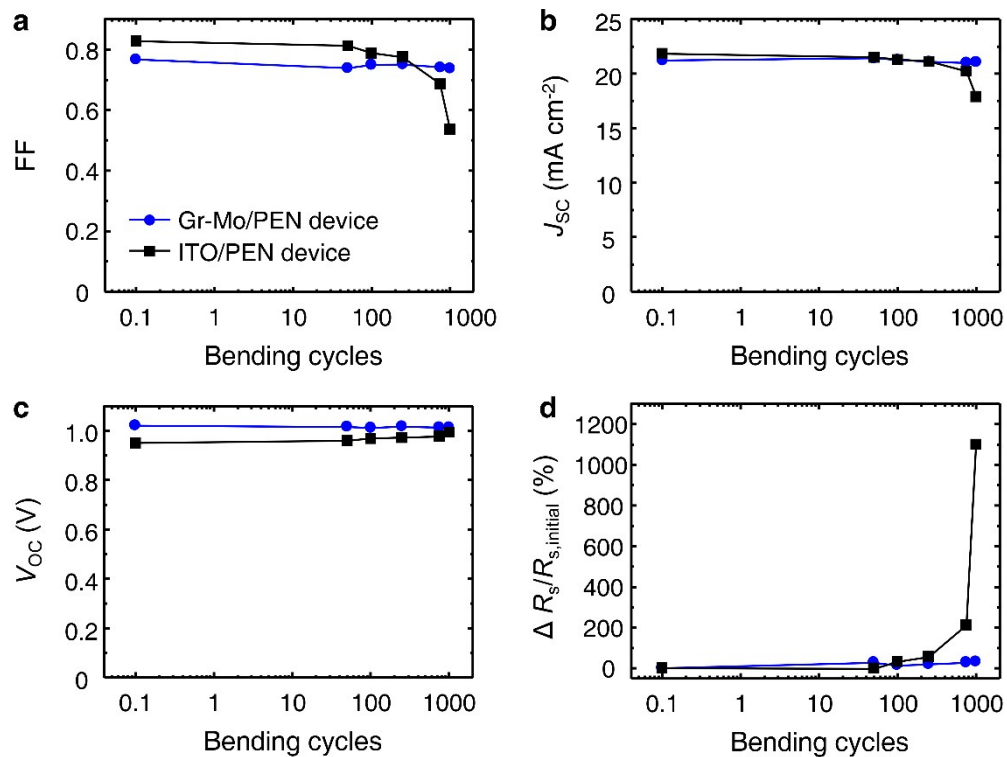 a
FF
0.8
0.6
0.4
0.2
0
Gr-Mo/PEN device
ITO/PEN device
0.1 1 10 100 1000
Bending cycles
b
J_SC (mA cm⁻²)
25
20
15
10
5
0
0.1 1 10 100 1000
Bending cycles
c
V_OC (V)
1.0
0.8
0.6
0.4
0.2
0
0.1 1 10 100 1000
Bending cycles
d
Δ R_s/R_s,initial (%)
1200
1000
800
600
400
200
0
0.1 1 10 100 1000
Bending cycles